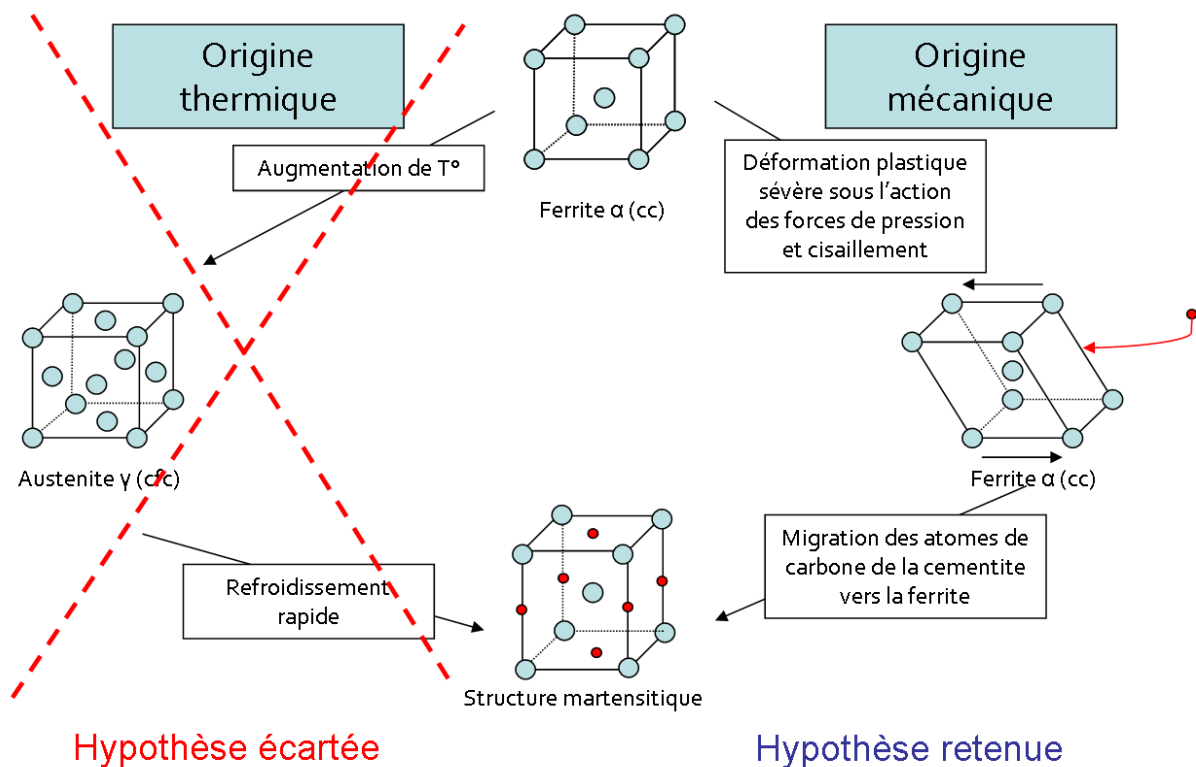 Origine
thermique
Origine
mécanique
Augmentation de T°
Ferrite α (cc)
Déformation plastique
sévère sous l'action
des forces de pression
et cisaillement
Austenite γ (cfc)
Ferrite α (cc)
Refroidissement
rapide
Migration des atomes de
carbone de la cementite
vers la ferrite
Structure martensitique
Hypothèse écartée
Hypothèse retenue